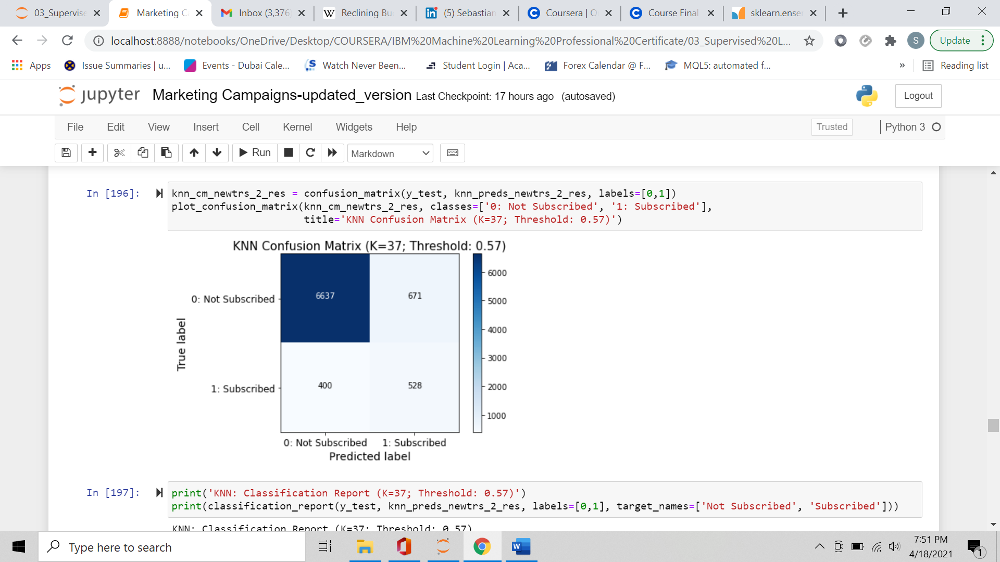 03_Supervise
Marketing C
Inbox (3,376
Reclining Bu
(5) Sebastian
Coursera | O
Course Final
sklearn.ense
localhost:8888/notebooks/OneDrive/Desktop/COURSERA/IBM%20Machine%20Learning%20Professional%20Certificate/03_Supervised%20L...
S
Update
Apps
Issue Summaries | u...
Events - Dubai Cale...
Watch Never Been...
Student Login | Aca...
Forex Calendar @ F...
MQL5: automated f...
»
Reading list
jupyter Marketing Campaigns-updated_version Last Checkpoint: 17 hours ago (autosaved)
Logout
File Edit View Insert Cell Kernel Widgets Help
Trusted
Python 3
Run
Markdown
In [196]:
knn_cm_newtrs_2_res = confusion_matrix(y_test, knn_preds_newtrs_2_res, labels=[0,1])
plot_confusion_matrix(knn_cm_newtrs_2_res, classes=['0: Not Subscribed', '1: Subscribed'],
title='KNN Confusion Matrix (K=37; Threshold: 0.57)')
KNN Confusion Matrix (K=37; Threshold: 0.57)
True label
0: Not Subscribed
6637 671
1: Subscribed
400 528
0: Not Subscribed 1: Subscribed
Predicted label
6000
5000
4000
3000
2000
1000
In [197]:
print('KNN: Classification Report (K=37; Threshold: 0.57)')
print(classification_report(y_test, knn_preds_newtrs_2_res, labels=[0,1], target_names=['Not Subscribed', 'Subscribed']))
KNN: Classification Report (K=37; Threshold: 0.57)
Type here to search
W
7:51 PM
4/18/2021
1